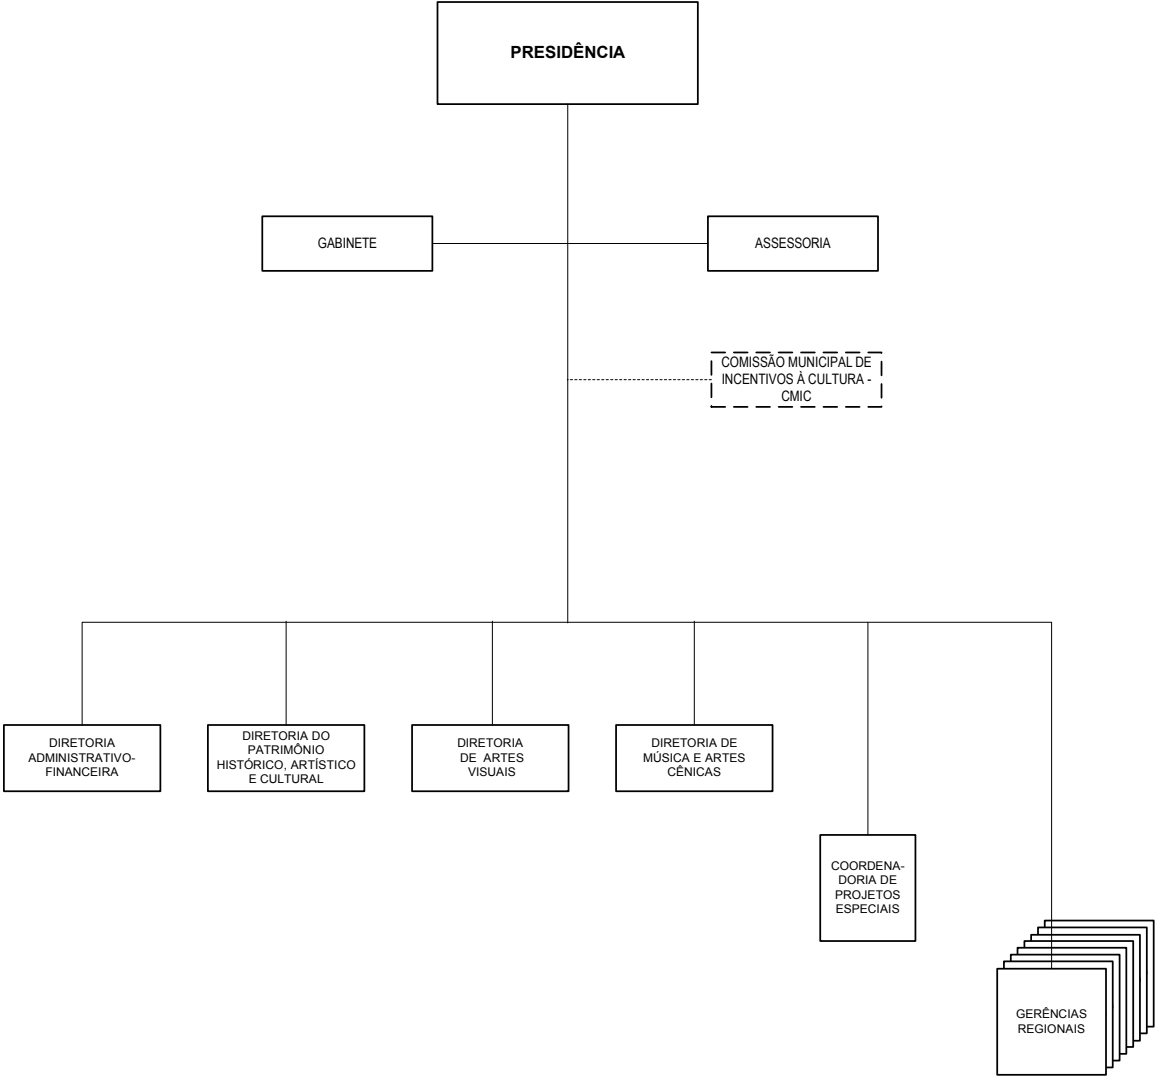 PRESIDÊNCIA
GABINETE
ASSESSORIA
COMISSÃO MUNICIPAL DE
INCENTIVOS À CULTURA -
CMIC
DIRETORIA
ADMINISTRATIVO-
FINANCEIRA
DIRETORIA DO
PATRIMÔNIO
HISTÓRICO, ARTÍSTICO
E CULTURAL
DIRETORIA
DE ARTES
VISUAIS
DIRETORIA DE
MÚSICA E ARTES
CÊNICAS
COORDENA-
DORIA DE
PROJETOS
ESPECIAIS
GERÊNCIAS
REGIONAIS